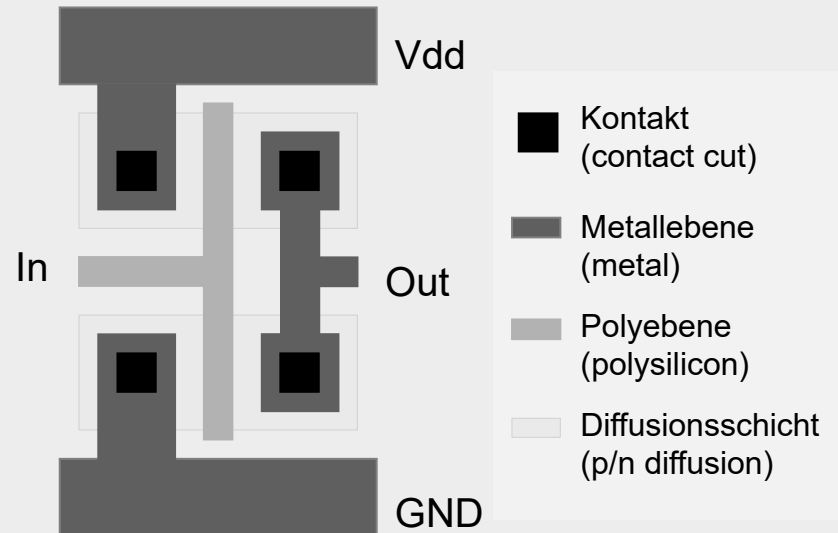 Vdd
In
Out
GND
Kontakt
(contact cut)
Metallebene
(metal)
Polyebene
(polysilicon)
Diffusionsschicht
(p/n diffusion)